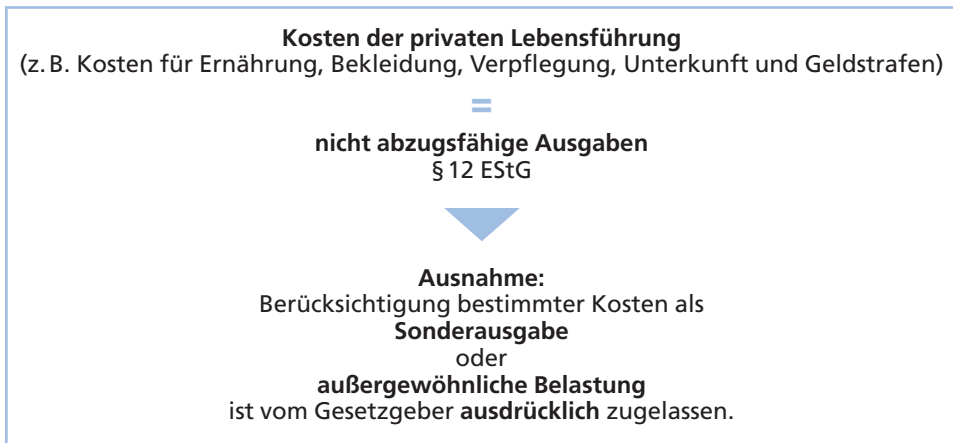 Kosten der privaten Lebensführung
(z. B. Kosten für Ernährung, Bekleidung, Verpflegung, Unterkunft und Geldstrafen)
=
nicht abzugsfähige Ausgaben
§ 12 EStG
Ausnahme:
Berücksichtigung bestimmter Kosten als
Sonderausgabe
oder
außergewöhnliche Belastung
ist vom Gesetzgeber ausdrücklich zugelassen.